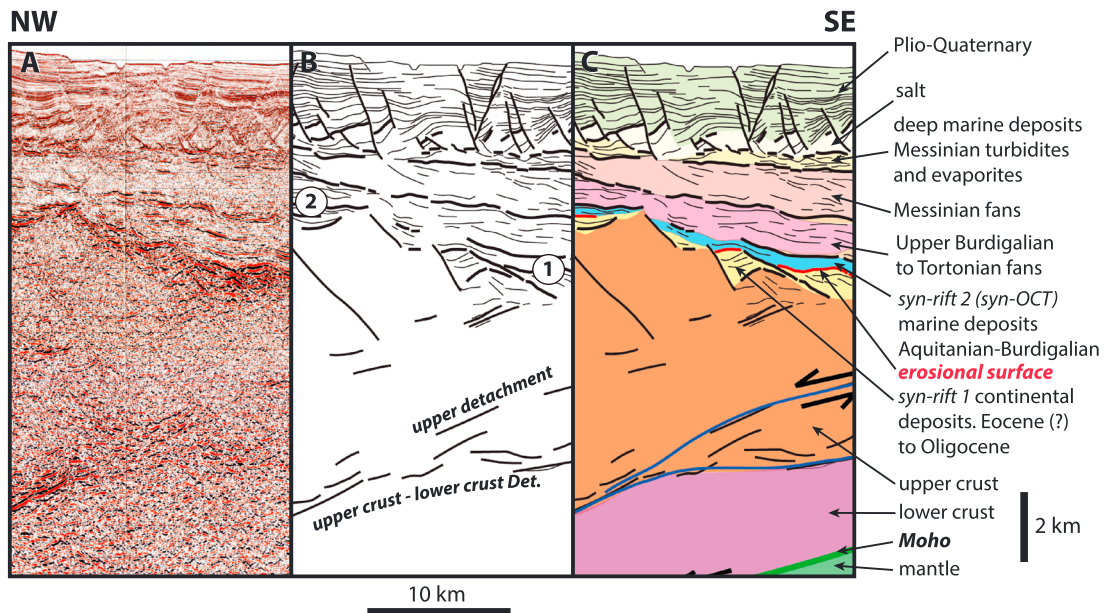 NW
SE
A
B
C
Plio-Quaternary
salt
deep marine deposits
Messinian turbidites
and evaporites
Messinian fans
Upper Burdigalian
to Tortonian fans
syn-rift 2 (syn-OCT)
marine deposits
Aquitanian-Burdigalian
erosional surface
syn-rift 1 continental
deposits. Eocene (?)
to Oligocene
upper crust
lower crust
Moho
mantle
2
1
upper detachment
upper crust - lower crust Det.
2 km
10 km